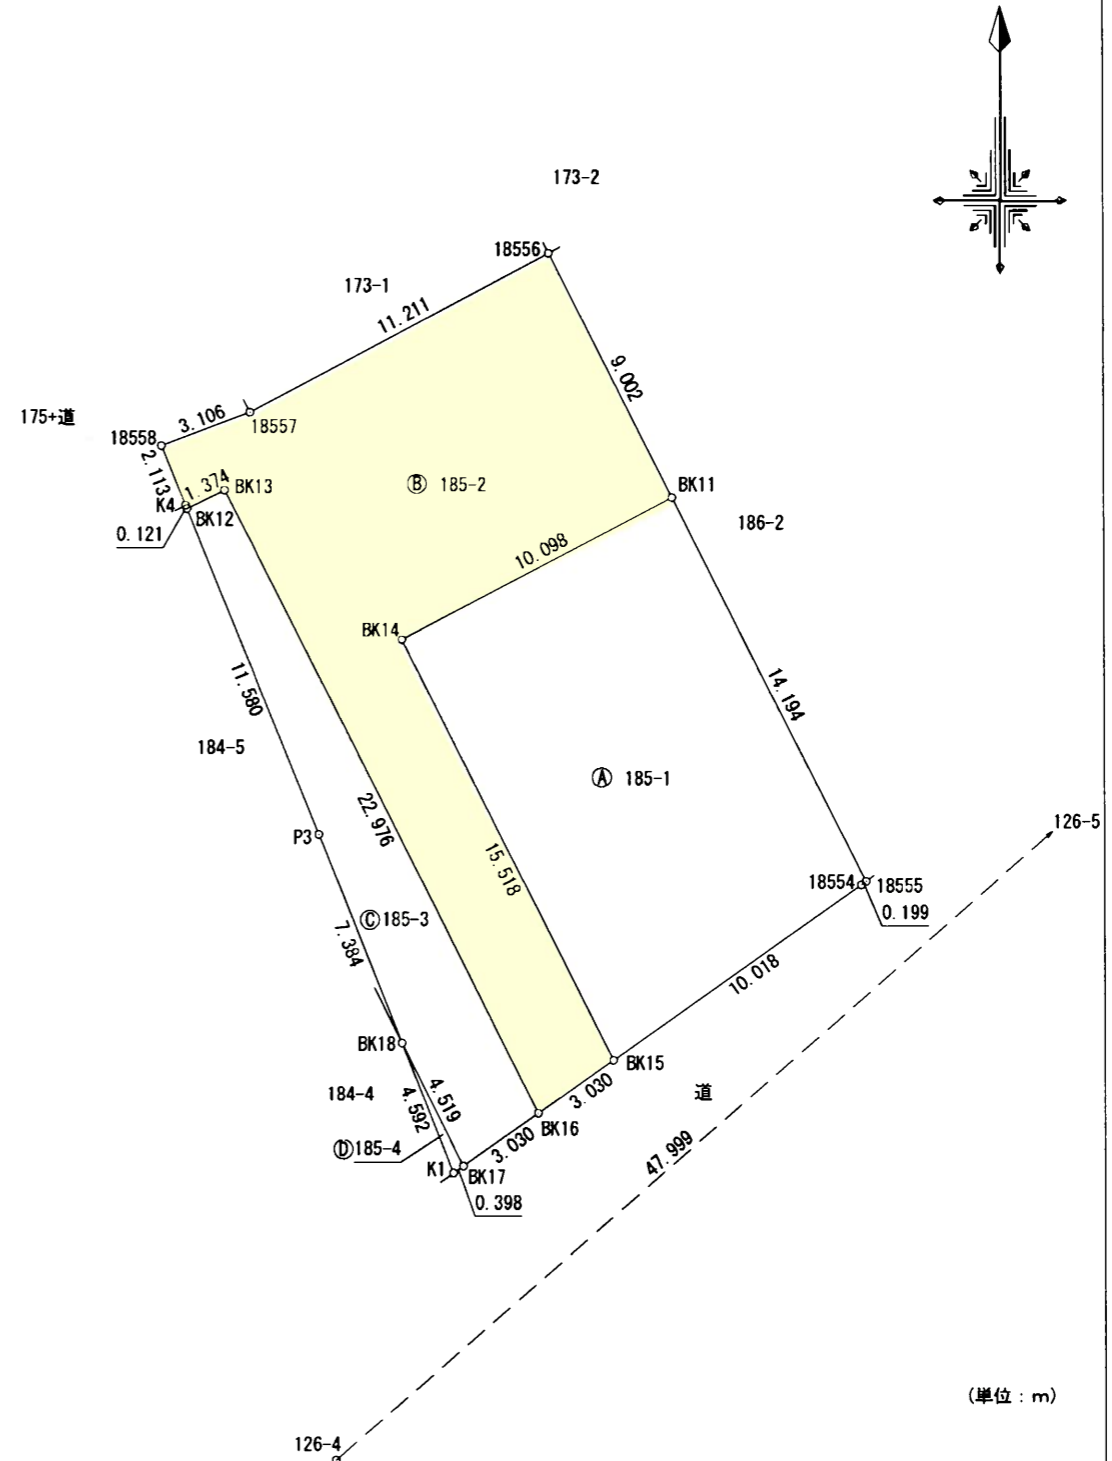 173-2
18556
173-1
11.211
9.002
175+道
3.106
18557
18558
2.113
1.374
BK13
Ⓑ 185-2
BK11
K4
BK12
186-2
0.121
10.098
BK14
11.580
14.194
184-5
Ⓐ 185-1
22.976
P3
126-5
15.518
18554
18555
Ⓒ185-3
0.199
7.384
10.018
BK18
BK15
184-4
4.592
4.519
3.030
道
BK16
Ⓓ185-4
3.030
47.999
K1
BK17
0.398
(単位:m)
126-4